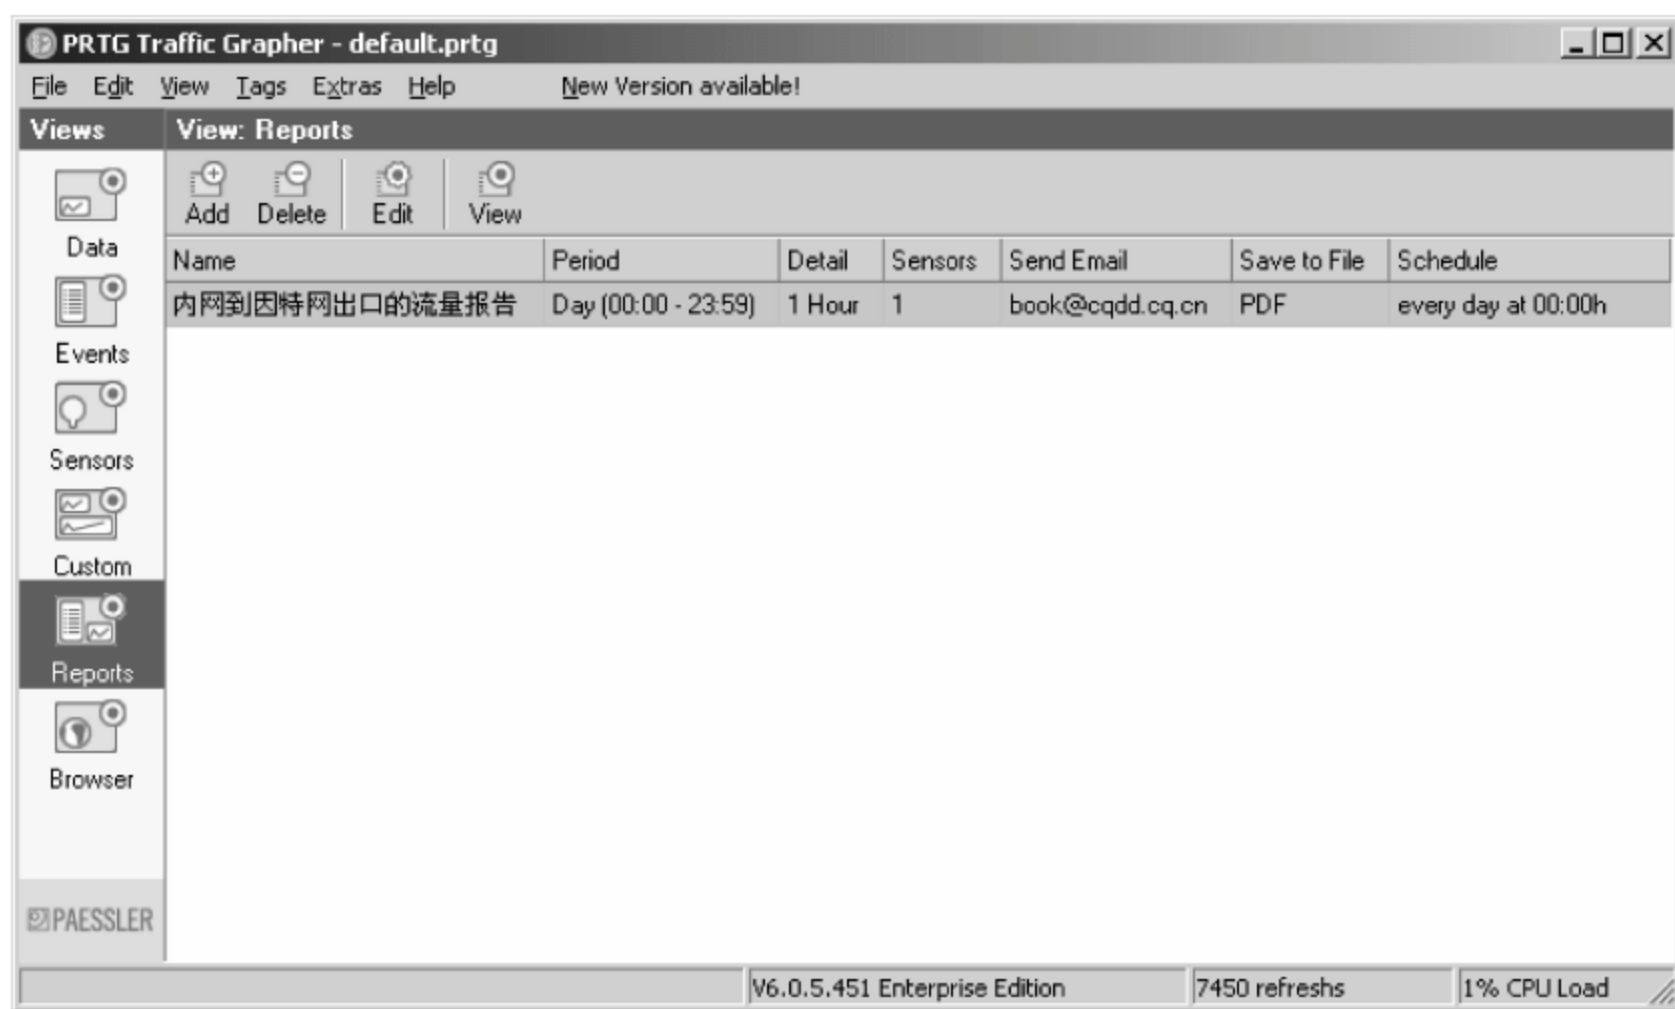 PRTG Traffic Grapher - default.prtg
File Edit View Tags Extras Help New Version available!
Views View: Reports
Add Delete Edit View
Data
Name Period Detail Sensors Send Email Save to File Schedule
内网到因特网出口的流量报告 Day (00:00 - 23:59) 1 Hour 1 book@cqdd.cq.cn PDF every day at 00:00h
Events
Sensors
Custom
Reports
Browser
PAESSLER
V6.0.5.451 Enterprise Edition 7450 refreshs 1% CPU Load